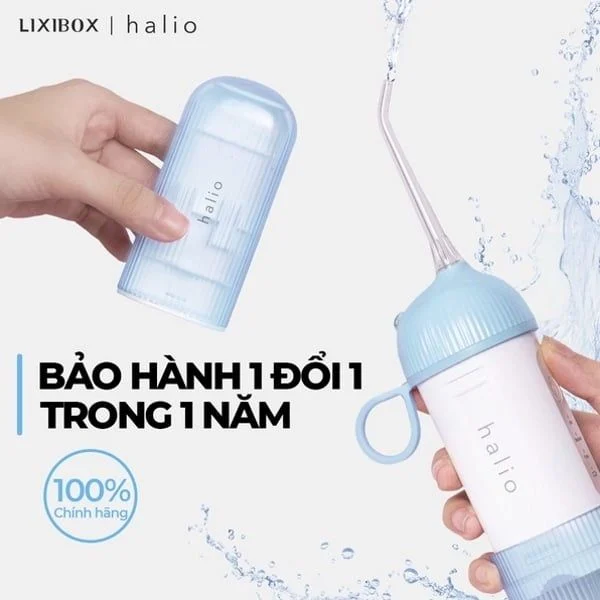 LIXIBOX | halio
halio
BẢO HÀNH 1 ĐỔI 1
TRONG 1 NĂM
100%
Chính hãng
halio